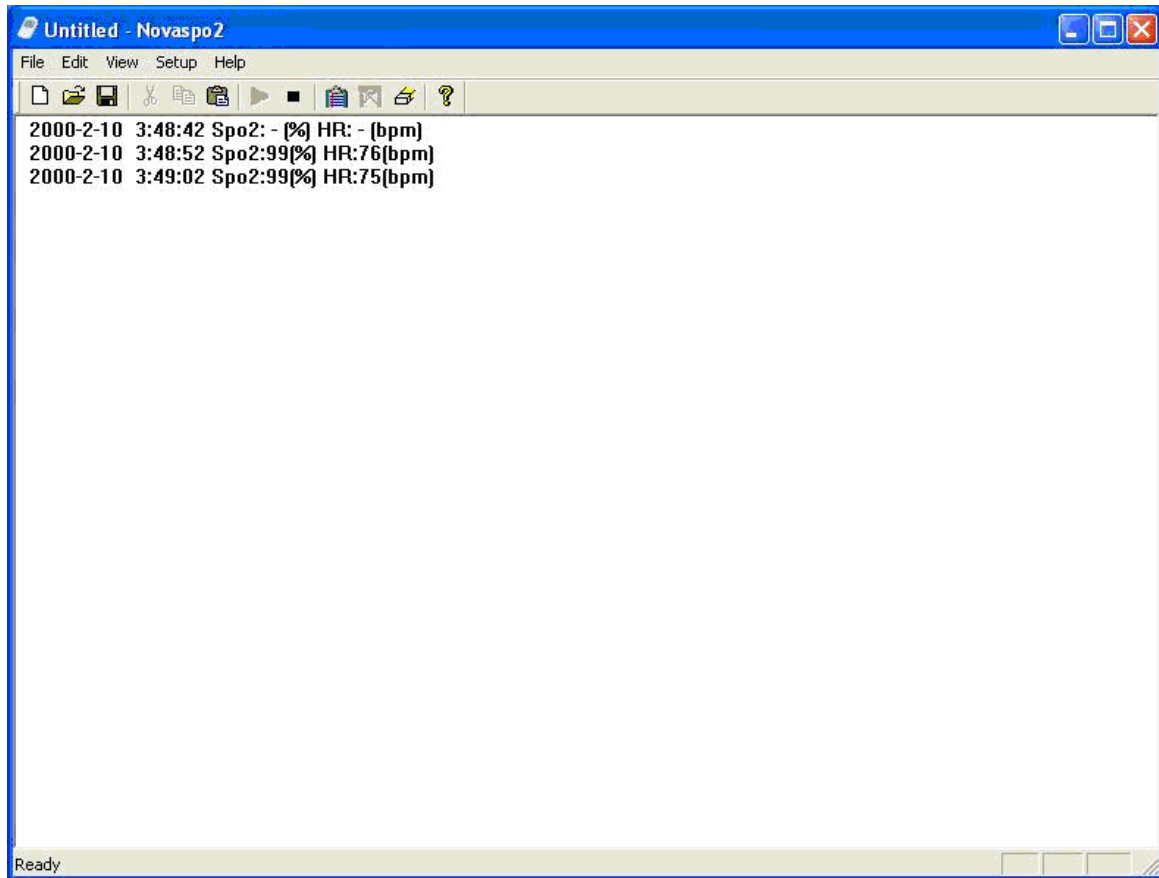 Untitled - Novaspo2
File Edit View Setup Help
2000-2-10 3:48:42 Spo2: - (%) HR: - (bpm)
2000-2-10 3:48:52 Spo2:99(%) HR:76(bpm)
2000-2-10 3:49:02 Spo2:99(%) HR:75(bpm)
Ready